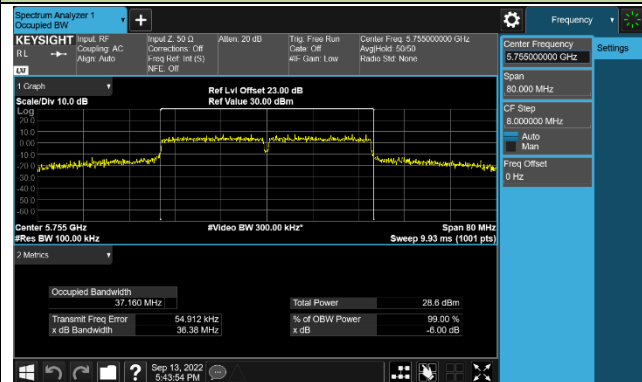 Spectrum Analyzer 1
Occupied BW
Frequency
KEYSIGHT
RL
LXI
Input: RF
Coupling: AC
Align: Auto
Input Z: 50 Ω
Corrections: Off
Freq Ref: Int (S)
NFE: Off
Atten: 20 dB
Trig: Free Run
Gate: Off
#IF Gain: Low
Center Freq: 5.755000000 GHz
Avg|Hold: 50/50
Radio Std: None
Center Frequency
5.755000000 GHz
Settings
Span
80.000 MHz
CF Step
8.000000 MHz
Auto
Man
Freq Offset
0 Hz
1 Graph
Scale/Div 10.0 dB
Ref Lvl Offset 23.00 dB
Ref Value 30.00 dBm
Log
20.0
10.0
0.00
-10.0
-20.0
-30.0
-40.0
-50.0
-60.0
Center 5.755 GHz
#Res BW 100.00 kHz
#Video BW 300.00 kHz*
Span 80 MHz
Sweep 9.93 ms (1001 pts)
2 Metrics
Occupied Bandwidth
37.160 MHz
Total Power 28.6 dBm
Transmit Freq Error 54.912 kHz
% of OBW Power 99.00 %
x dB Bandwidth 36.38 MHz
x dB -6.00 dB
?
Sep 13, 2022
5:43:54 PM